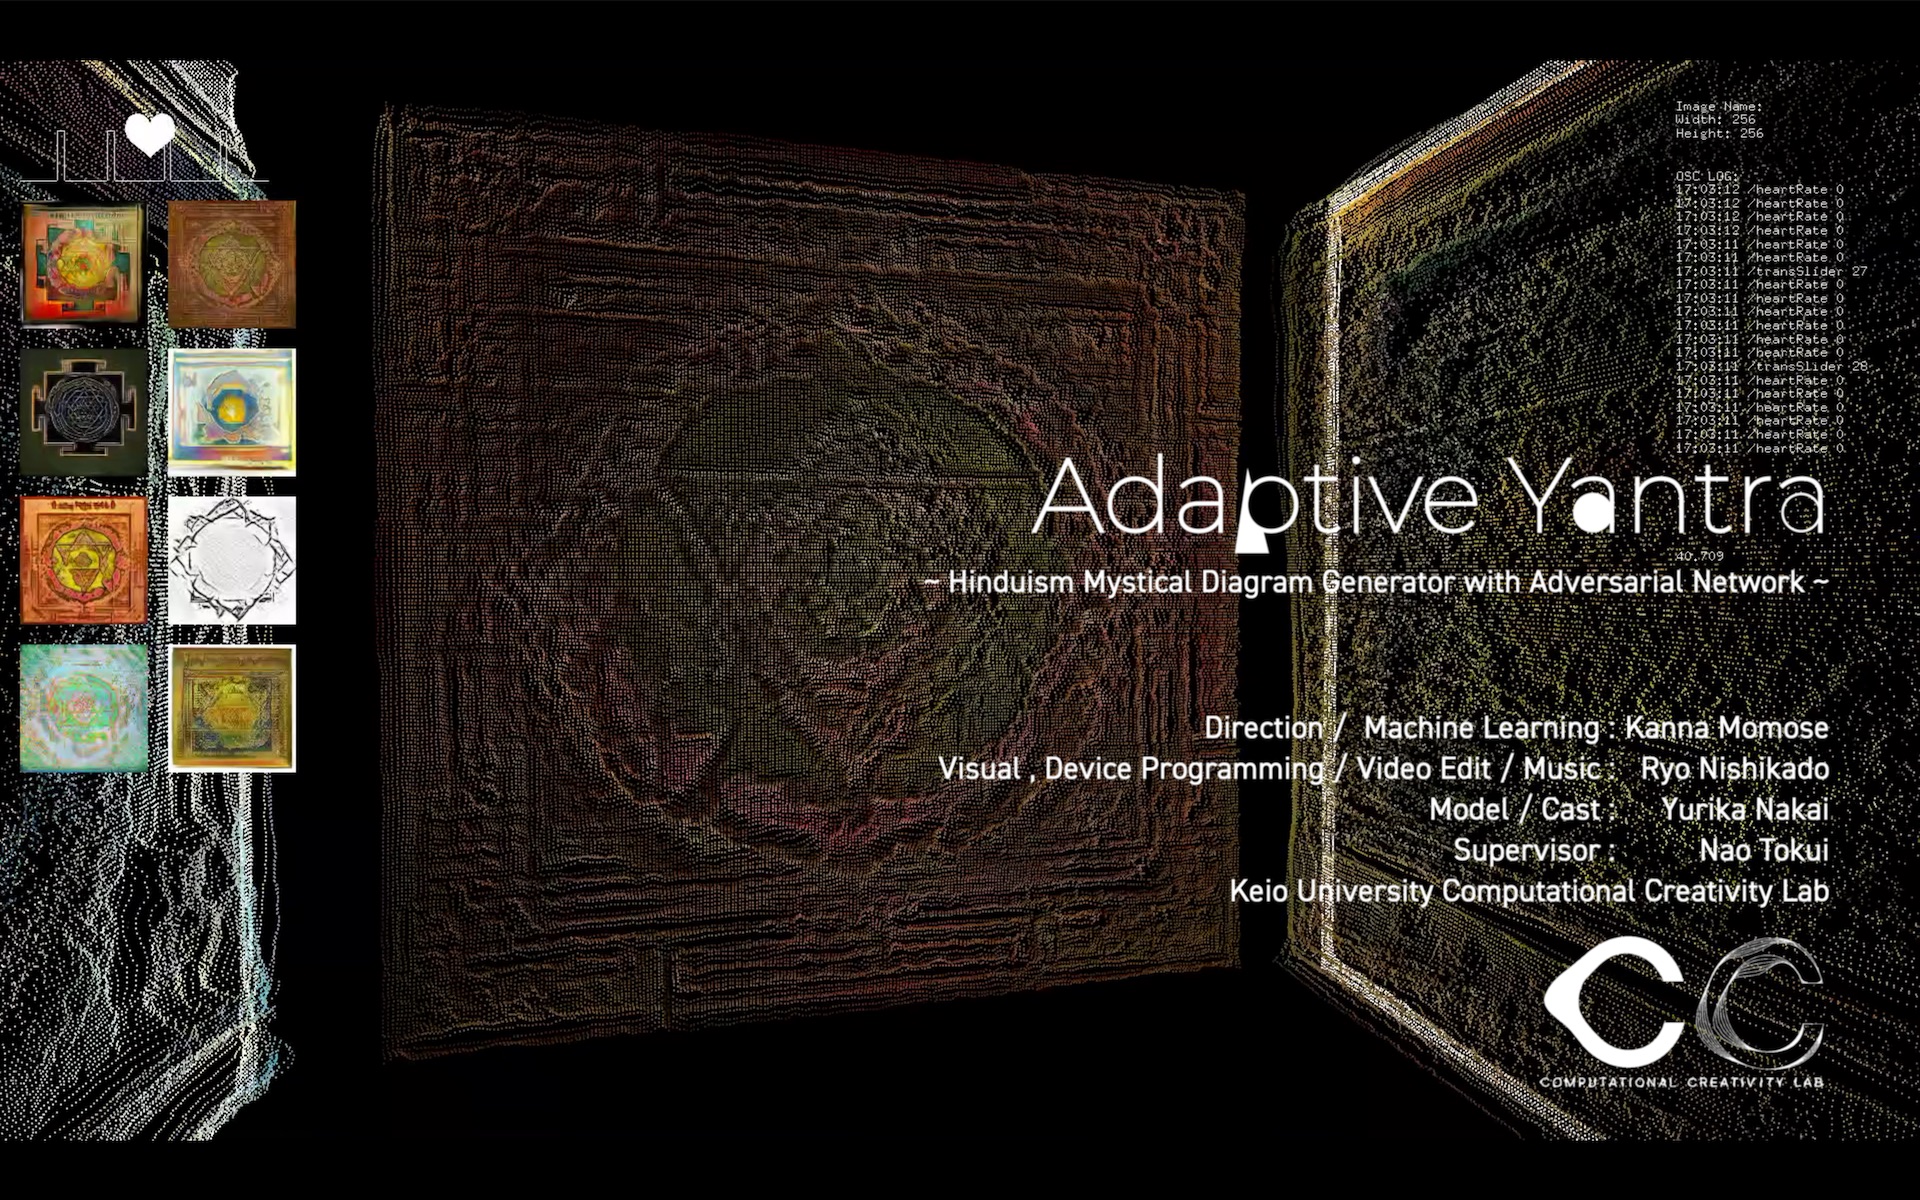 Image Name:
Width: 256
Height: 256
OSC LOG:
17:03:12 /heartRate 0
17:03:12 /heartRate 0
17:03:12 /heartRate 0
17:03:12 /heartRate 0
17:03:11 /heartRate 0
17:03:11 /heartRate 0
17:03:11 /transSlider 27
17:03:11 /heartRate 0
17:03:11 /heartRate 0
17:03:11 /heartRate 0
17:03:11 /heartRate 0
17:03:11 /heartRate 0
17:03:11 /heartRate 0
17:03:11 /transSlider 28
17:03:11 /heartRate 0
17:03:11 /heartRate 0
17:03:11 /heartRate 0
17:03:11 /heartRate 0
17:03:11 /heartRate 0
17:03:11 /heartRate 0
Adaptive Yantra
40.709
~ Hinduism Mystical Diagram Generator with Adversarial Network ~
Direction / Machine Learning : Kanna Momose
Visual , Device Programming / Video Edit / Music : Ryo Nishikado
Model / Cast : Yurika Nakai
Supervisor : Nao Tokui
Keio University Computational Creativity Lab
CC
COMPUTATIONAL CREATIVITY LAB